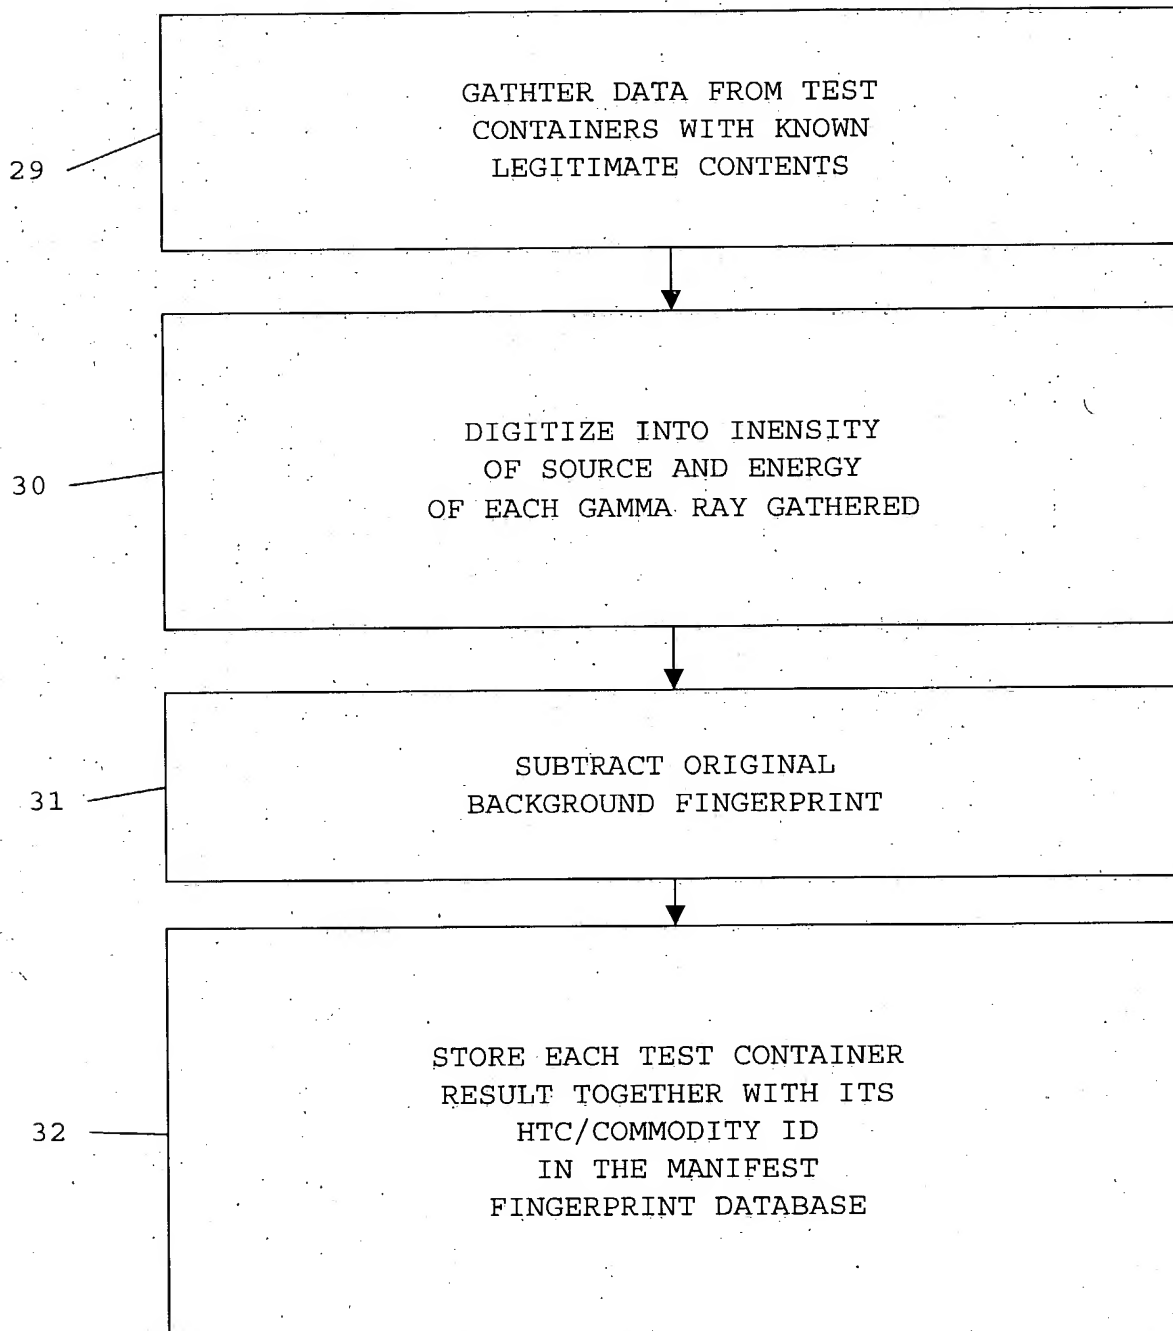 GATHTER DATA FROM TEST
CONTAINERS WITH KNOWN
LEGITIMATE CONTENTS
29
DIGITIZE INTO INENSITY
OF SOURCE AND ENERGY
OF EACH GAMMA RAY GATHERED
30
SUBTRACT ORIGINAL
BACKGROUND FINGERPRINT
31
STORE EACH TEST CONTAINER
RESULT TOGETHER WITH ITS
HTC/COMMODITY ID
IN THE MANIFEST
FINGERPRINT DATABASE
32